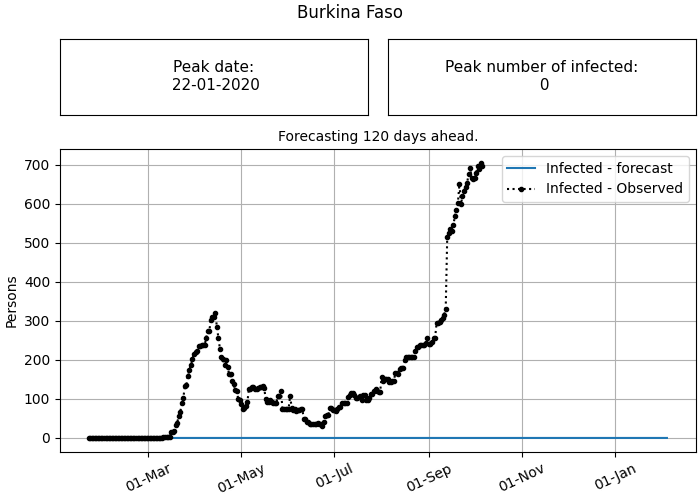 Burkina Faso
Peak date:
22-01-2020
Peak number of infected:
0
Forecasting 120 days ahead.
Infected - forecast
Infected - Observed
Persons
700
600
500
400
300
200
100
0
01-Mar
01-May
01-Jul
01-Sep
01-Nov
01-Jan